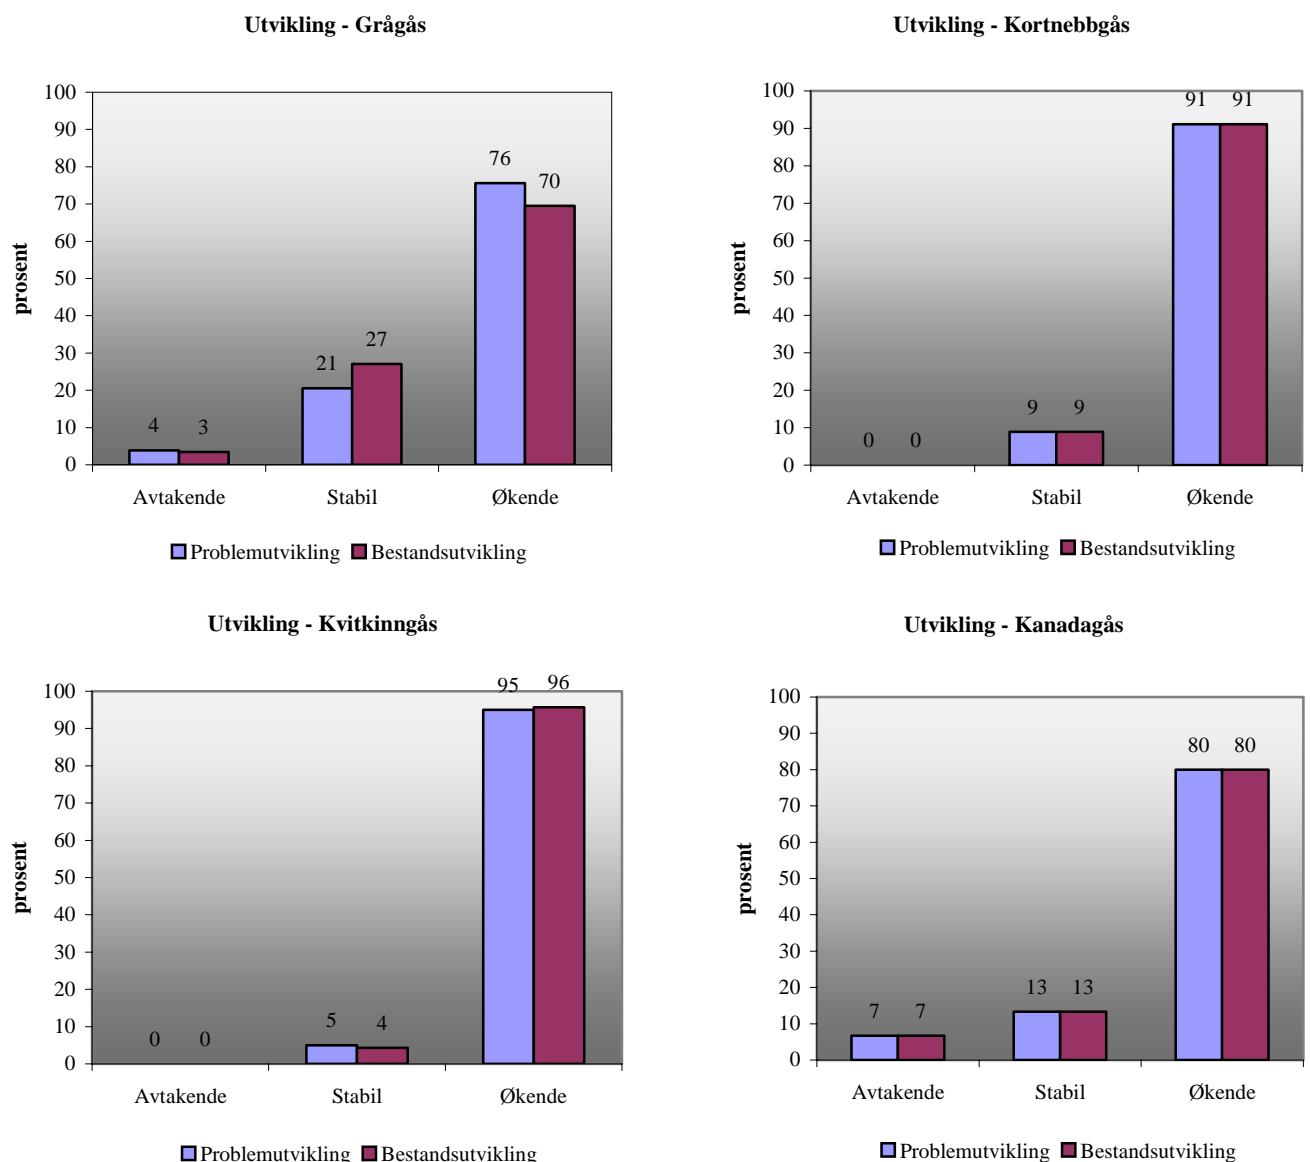 Utvikling - Grågås
prosent
100
90
80
70
60
50
40
30
20
10
0
4
3
21
27
76
70
Avtakende
Stabil
Økende
Problemutvikling
Bestandsutvikling
Utvikling - Kortnebbgås
prosent
100
90
80
70
60
50
40
30
20
10
0
0
0
9
9
91
91
Avtakende
Stabil
Økende
Problemutvikling
Bestandsutvikling
Utvikling - Kvitkinngås
prosent
100
90
80
70
60
50
40
30
20
10
0
0
0
5
4
95
96
Avtakende
Stabil
Økende
Problemutvikling
Bestandsutvikling
Utvikling - Kanadagås
prosent
100
90
80
70
60
50
40
30
20
10
0
7
7
13
13
80
80
Avtakende
Stabil
Økende
Problemutvikling
Bestandsutvikling